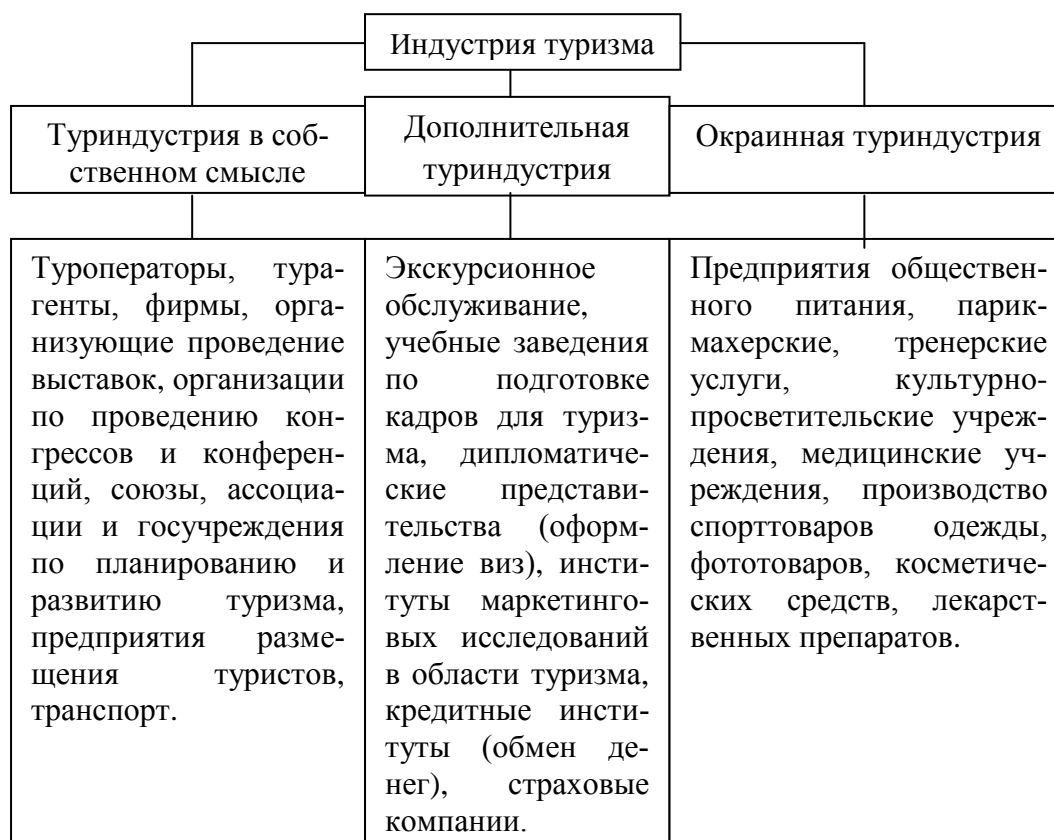 Индустрия туризма
Туриндустрия в соб-
ственном смысле
Дополнительная
туриндустрия
Окраинная туриндустрия
Туроператоры, тура-
генты, фирмы, орга-
низующие проведение
выставок, организации
по проведению кон-
грессов и конферен-
ций, союзы, ассоциа-
ции и госучреждения
по планированию и
развитию туризма,
предприятия разме-
щения туристов,
транспорт.
Экскурсионное
обслуживание,
учебные заведения
по подготовке
кадров для туриз-
ма, дипломатиче-
ские представи-
тельства (оформ-
ление виз), инсти-
туты маркетинго-
вых исследований
в области туризма,
кредитные инсти-
туты (обмен де-
нег), страховые
компании.
Предприятия обществен-
ного питания, парик-
махерские, тренерские
услуги, культурно-
просветительские учреж-
дения, медицинские уч-
реждения, производство
спорттоваров одежды,
фототоваров, косметиче-
ских средств, лекарст-
венных препаратов.